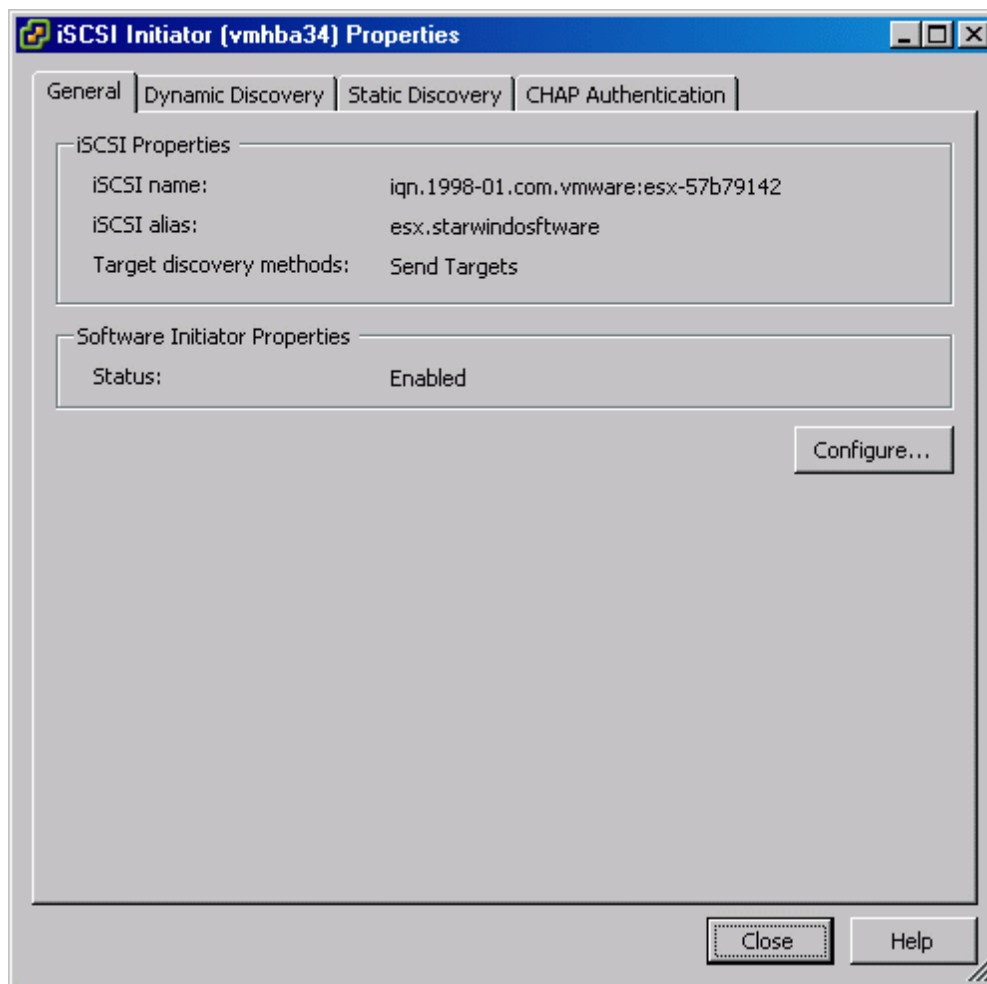 iSCSI Initiator (vmhba34) Properties
General Dynamic Discovery Static Discovery CHAP Authentication
iSCSI Properties
iSCSI name: iqn.1998-01.com.vmware:esx-57b79142
iSCSI alias: esx.starwindosftware
Target discovery methods: Send Targets
Software Initiator Properties
Status: Enabled
Configure...
Close Help